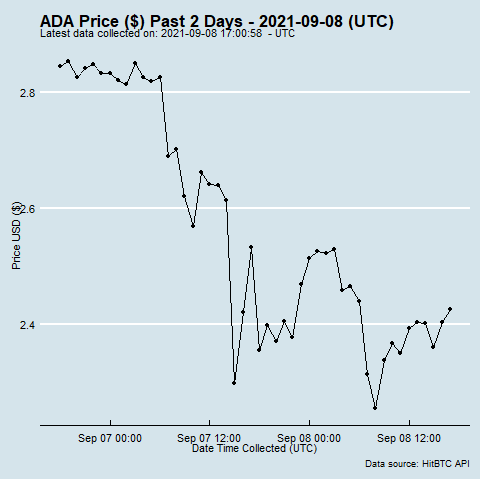 ADA Price ($) Past 2 Days - 2021-09-08 (UTC)
Latest data collected on: 2021-09-08 17:00:58 - UTC
2.8
2.6
2.4
Price USD ($)
Sep 07 00:00
Sep 07 12:00
Sep 08 00:00
Sep 08 12:00
Date Time Collected (UTC)
Data source: HitBTC API